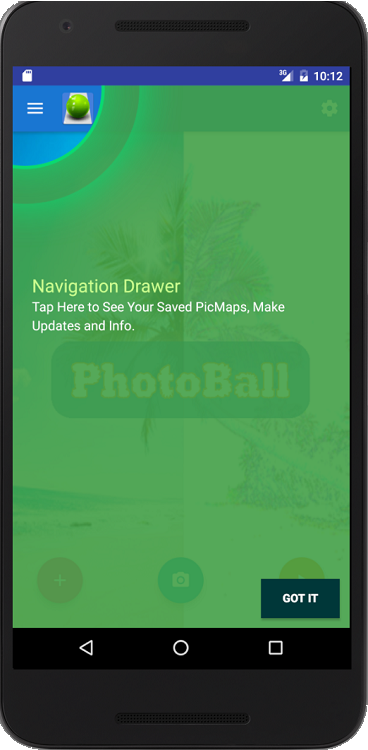 3G
10:12
Navigation Drawer
Tap Here to See Your Saved PicMaps, Make
Updates and Info.
PhotoBall
GOT IT